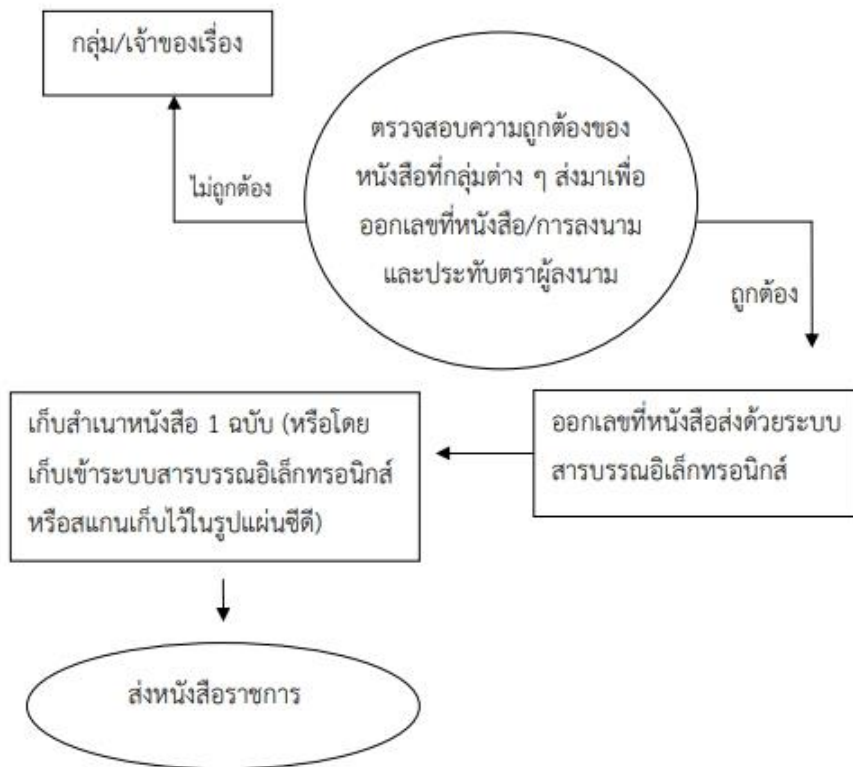 กลุ่ม/เจ้าของเรื่อง
ตรวจสอบความถูกต้องของ
หนังสือที่กลุ่มต่าง ๆ ส่งมาเพื่อ
ออกเลขที่หนังสือ/การลงนาม
และประทับตราผู้ลงนาม
ไม่ถูกต้อง
ถูกต้อง
ออกเลขที่หนังสือส่งด้วยระบบ
สารบรรณอิเล็กทรอนิกส์
เก็บสำเนาหนังสือ 1 ฉบับ (หรือโดย
เก็บเข้าระบบสารบรรณอิเล็กทรอนิกส์
หรือสแกนเก็บไว้ในรูปแผ่นซีดี)
ส่งหนังสือราชการ